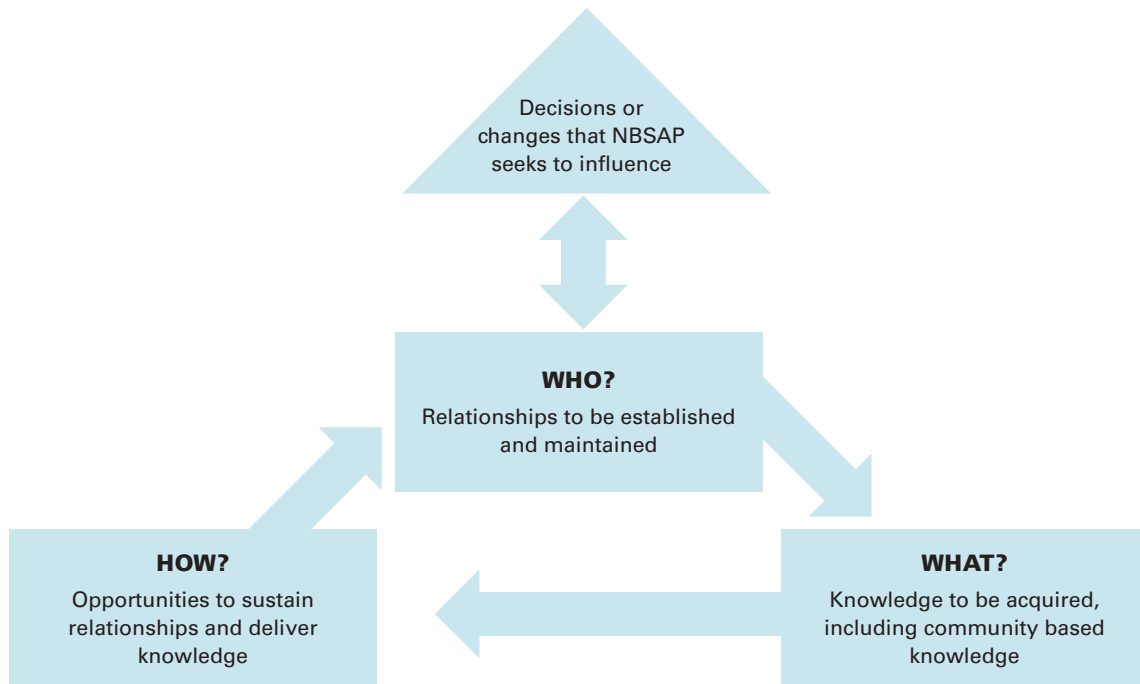 Decisions or
changes that NBSAP
seeks to influence
WHO?
Relationships to be established
and maintained
HOW?
Opportunities to sustain
relationships and deliver
knowledge
WHAT?
Knowledge to be acquired,
including community based
knowledge